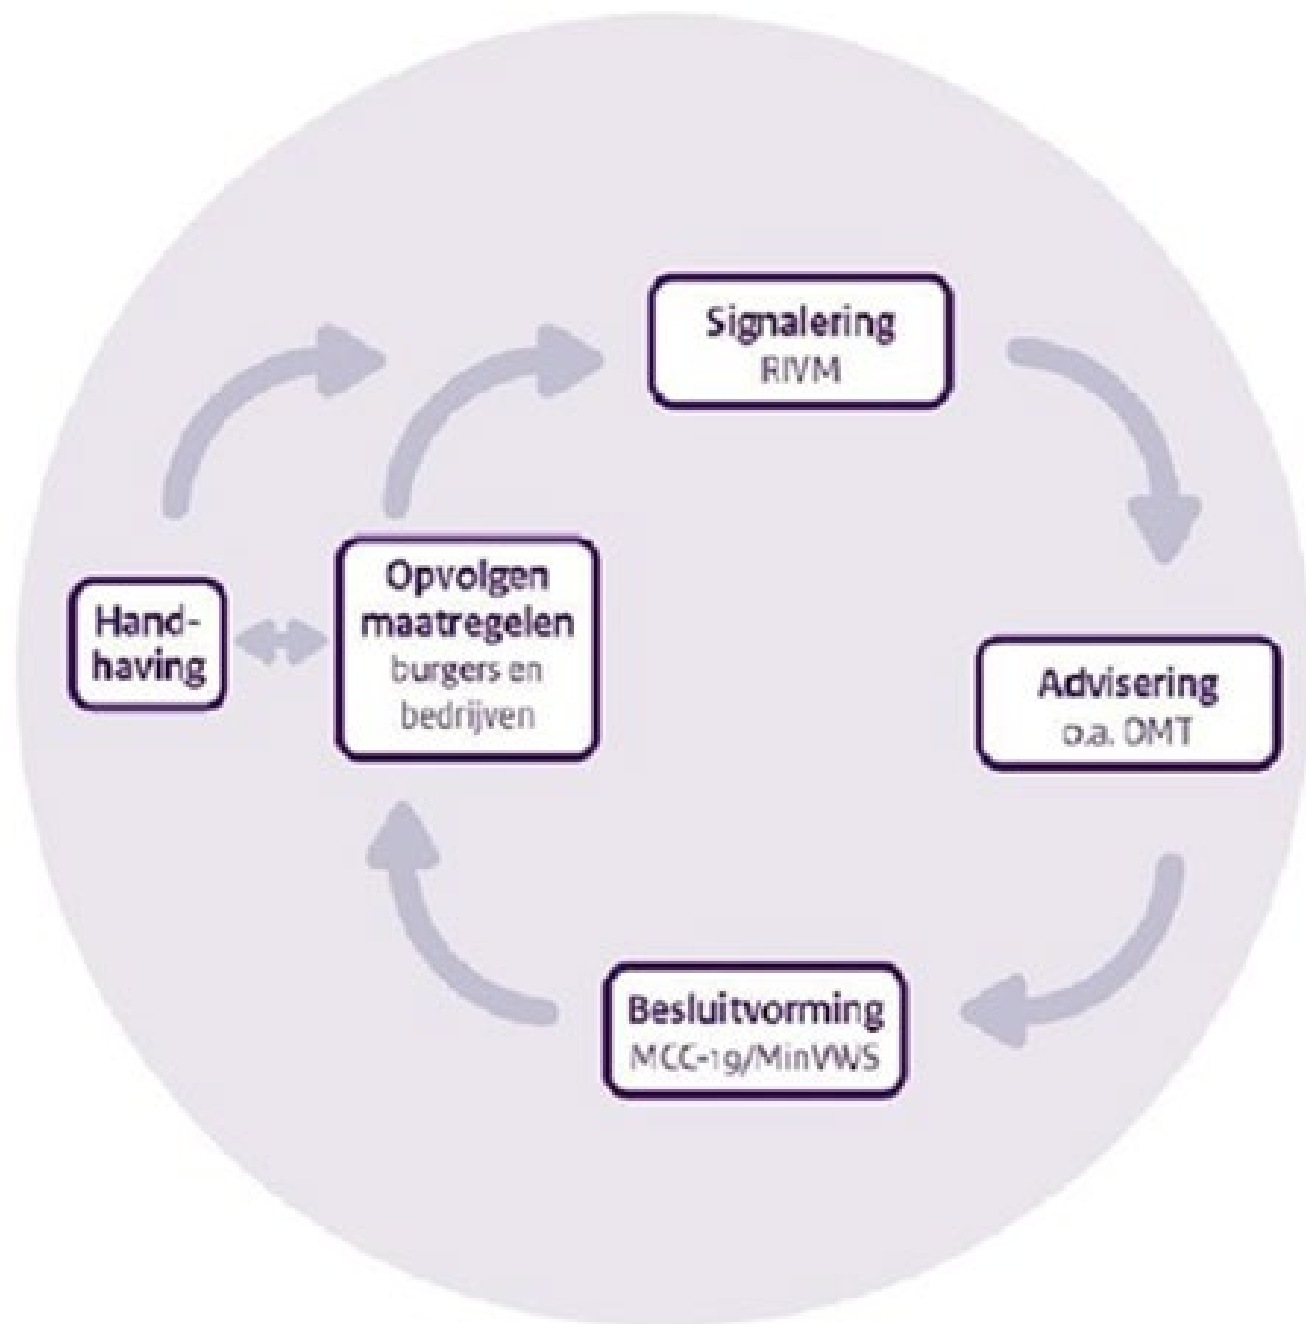 Signalering
RIVM
Advisering
o.a. OMT
Besluitvorming
MCC-19/MinVWS
Opvolgen
maatregelen
burgers en
bedrijven
Hand-
having